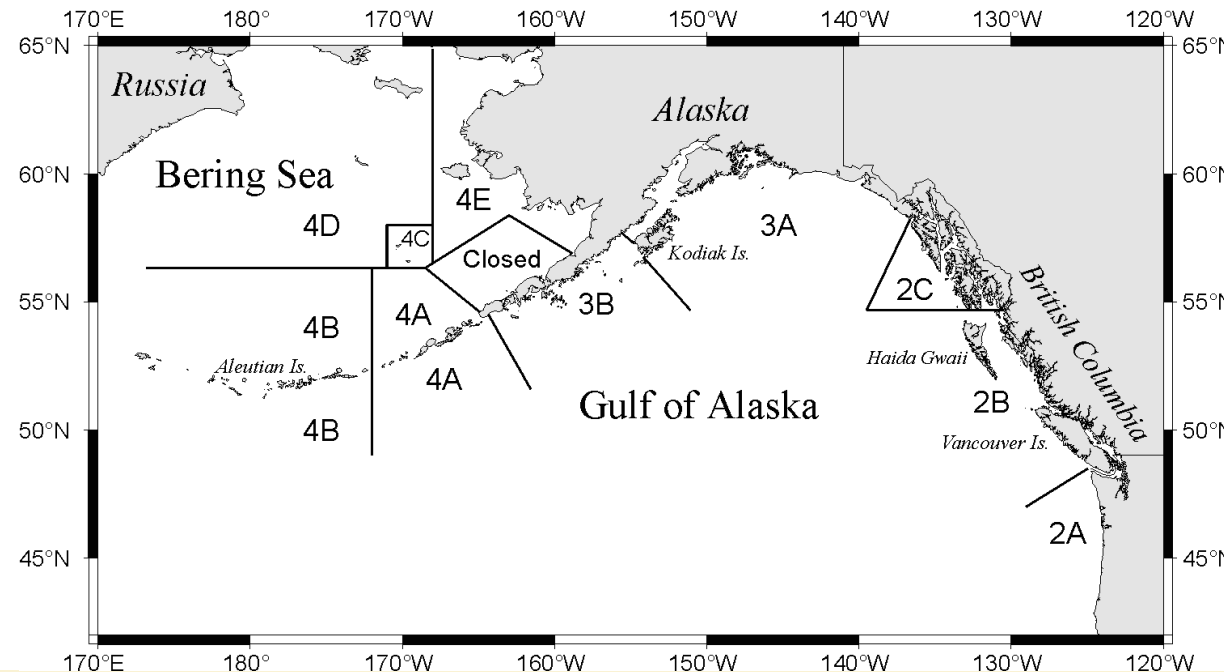 170°E 180° 170°W 160°W 150°W 140°W 130°W 120°W
65°N 65°N
Russia
Alaska
60°N 60°N
Bering Sea
4E
4D
4C
3A
Closed
Kodiak Is.
2C
British Columbia
55°N 55°N
3B
4A
4B
Haida Gwaii
Aleutian Is.
4A
Gulf of Alaska
2B
4B
50°N 50°N
Vancouver Is.
2A
45°N 45°N
170°E 180° 170°W 160°W 150°W 140°W 130°W 120°W